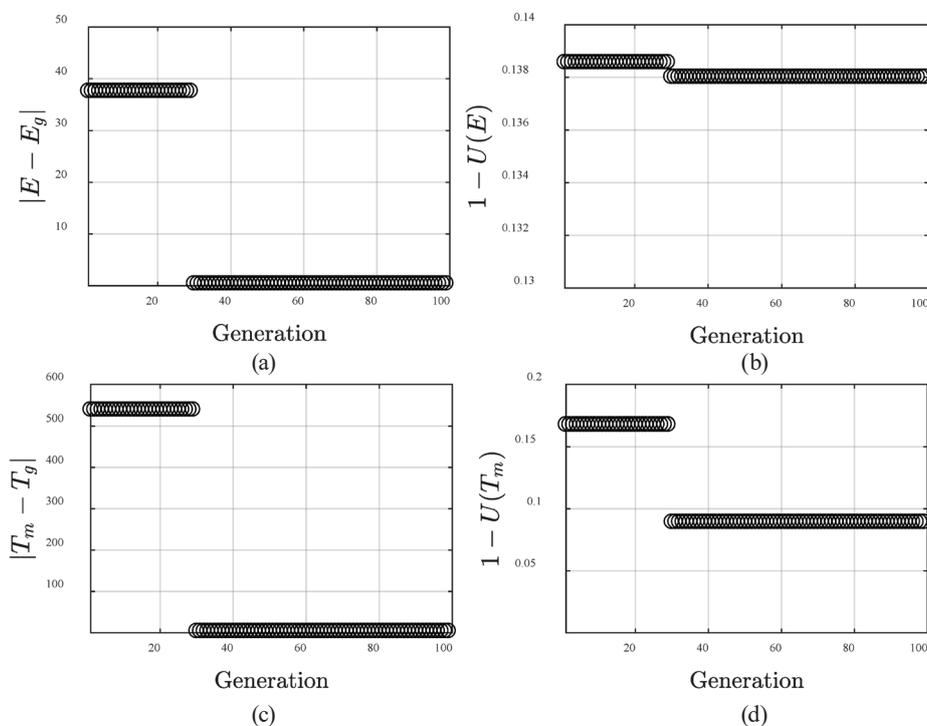 50
40
30
20
10
|E − E_g|
20 40 60 80 100
Generation
(a)
0.14
0.138
0.136
0.134
0.132
0.13
1 − U(E)
20 40 60 80 100
Generation
(b)
600
500
400
300
200
100
|T_m − T_g|
20 40 60 80 100
Generation
(c)
0.2
0.15
0.1
0.05
1 − U(T_m)
20 40 60 80 100
Generation
(d)